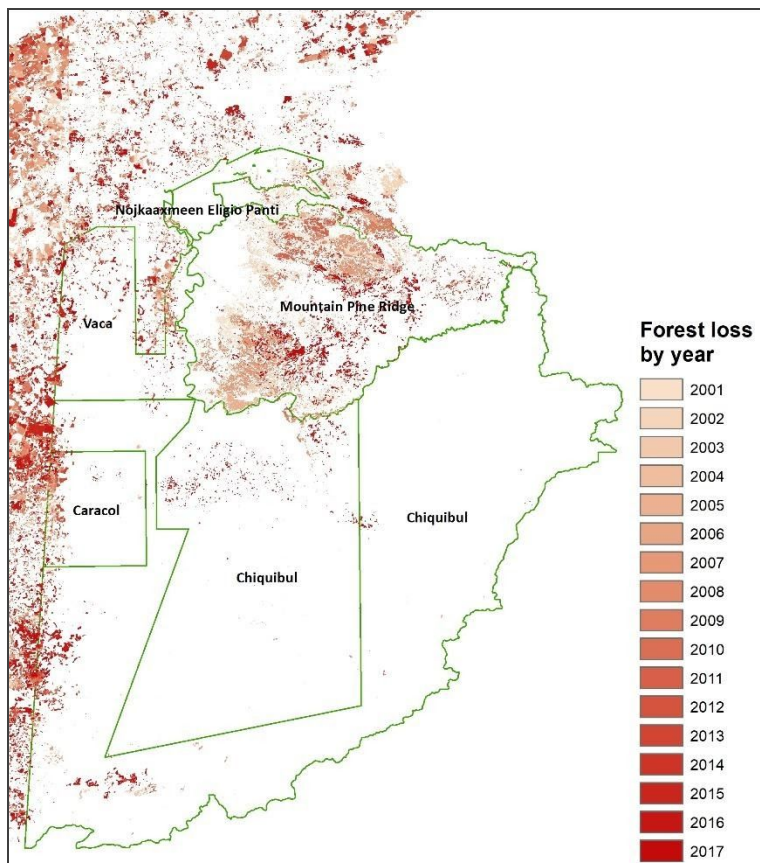 Nojkaaxmeen Eligio Panti
Mountain Pine Ridge
Vaca
Caracol
Chiquibul
Chiquibul
Forest loss
by year
2001
2002
2003
2004
2005
2006
2007
2008
2009
2010
2011
2012
2013
2014
2015
2016
2017